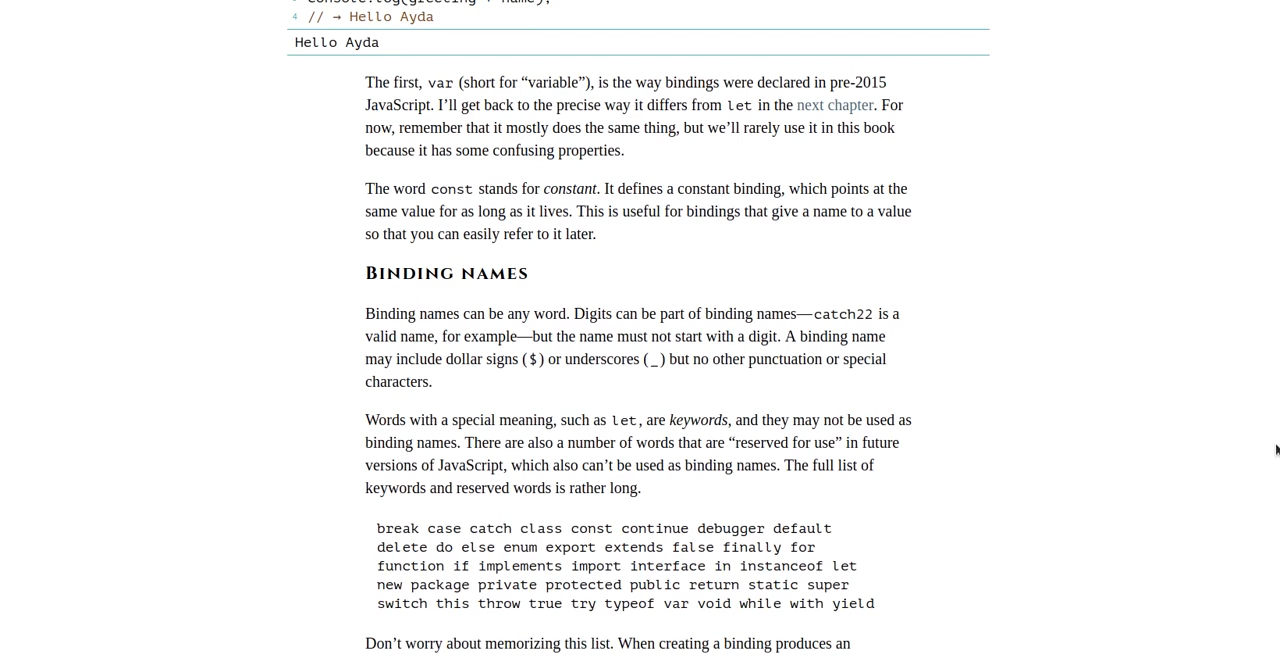 4 // → Hello Ayda
Hello Ayda
The first, var (short for “variable”), is the way bindings were declared in pre-2015
JavaScript. I’ll get back to the precise way it differs from let in the next chapter. For
now, remember that it mostly does the same thing, but we’ll rarely use it in this book
because it has some confusing properties.
The word const stands for constant. It defines a constant binding, which points at the
same value for as long as it lives. This is useful for bindings that give a name to a value
so that you can easily refer to it later.
Binding names
Binding names can be any word. Digits can be part of binding names—catch22 is a
valid name, for example—but the name must not start with a digit. A binding name
may include dollar signs ($) or underscores (_) but no other punctuation or special
characters.
Words with a special meaning, such as let, are keywords, and they may not be used as
binding names. There are also a number of words that are “reserved for use” in future
versions of JavaScript, which also can’t be used as binding names. The full list of
keywords and reserved words is rather long.
break case catch class const continue debugger default
delete do else enum export extends false finally for
function if implements import interface in instanceof let
new package private protected public return static super
switch this throw true try typeof var void while with yield
Don’t worry about memorizing this list. When creating a binding produces an